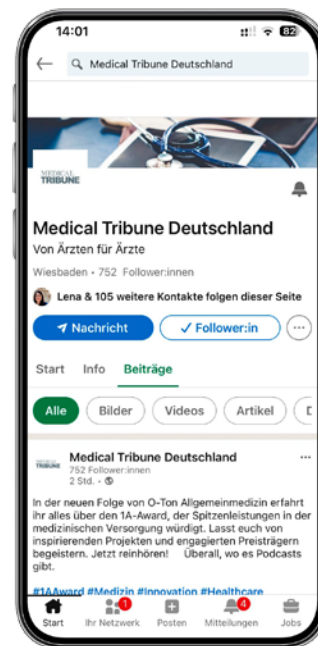 14:01
82
Medical Tribune Deutschland
MEDICAL
TRIBUNE
Medical Tribune Deutschland
Von Ärzten für Ärzte
Wiesbaden • 752 Follower:innen
Lena & 105 weitere Kontakte folgen dieser Seite
Nachricht
Follower:in
Start Info Beiträge
Alle Bilder Videos Artikel
MEDICAL
TRIBUNE
Medical Tribune Deutschland
752 Follower:innen
2 Std. •
In der neuen Folge von O-Ton Allgemeinmedizin erfahrt
ihr alles über den 1A-Award, der Spitzenleistungen in der
medizinischen Versorgung würdigt. Lasst euch von
inspirierenden Projekten und engagierten Preisträgern
begeistern. Jetzt reinhören! Überall, wo es Podcasts
gibt.
#1AAward #Medizin #Innovation #Healthcare
1 4
Start Ihr Netzwerk Posten Mitteilungen Jobs